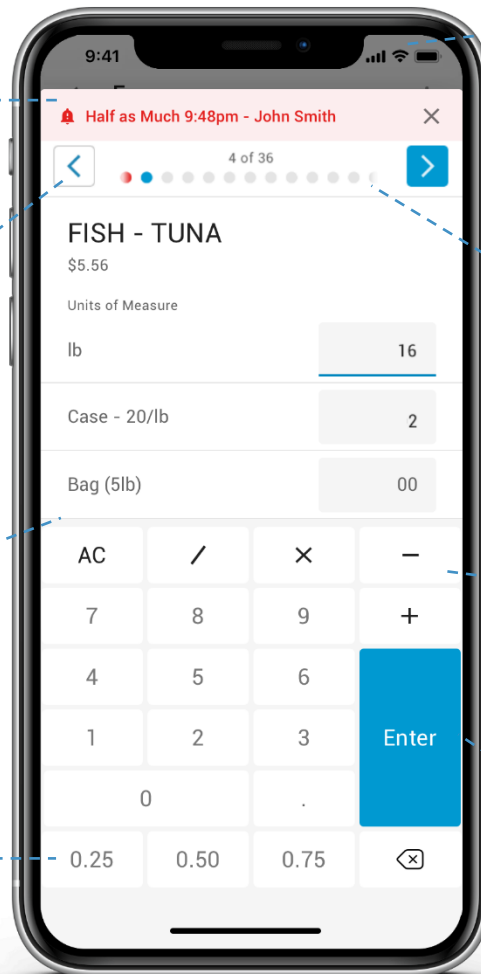 9:41
Half as Much 9:48pm - John Smith
4 of 36
FISH - TUNA
$5.56
Units of Measure
lb 16
Case - 20/lb 2
Bag (5lb) 00
AC / × −
7 8 9 +
4 5 6
1 2 3 Enter
0 .
0.25 0.50 0.75